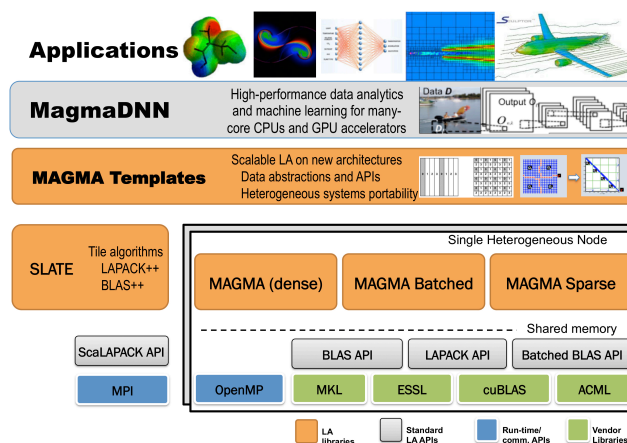 Applications
MagmaDNN
High-performance data analytics
and machine learning for many-
core CPUs and GPU accelerators
Data D
Output
MAGMA Templates
Scalable LA on new architectures
Data abstractions and APIs
Heterogeneous systems portability
SLATE
Tile algorithms
LAPACK++
BLAS++
Single Heterogeneous Node
MAGMA (dense)
MAGMA Batched
MAGMA Sparse
Shared memory
ScaLAPACK API
BLAS API
LAPACK API
Batched BLAS API
MPI
OpenMP
MKL
ESSL
cuBLAS
ACML
LA
libraries
Standard
LA APIs
Run-time/
comm. APIs
Vendor
Libraries